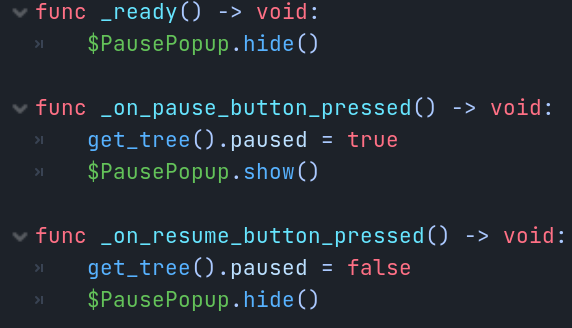 func _ready() -> void:
    $PausePopup.hide()

func _on_pause_button_pressed() -> void:
    get_tree().paused = true
    $PausePopup.show()

func _on_resume_button_pressed() -> void:
    get_tree().paused = false
    $PausePopup.hide()